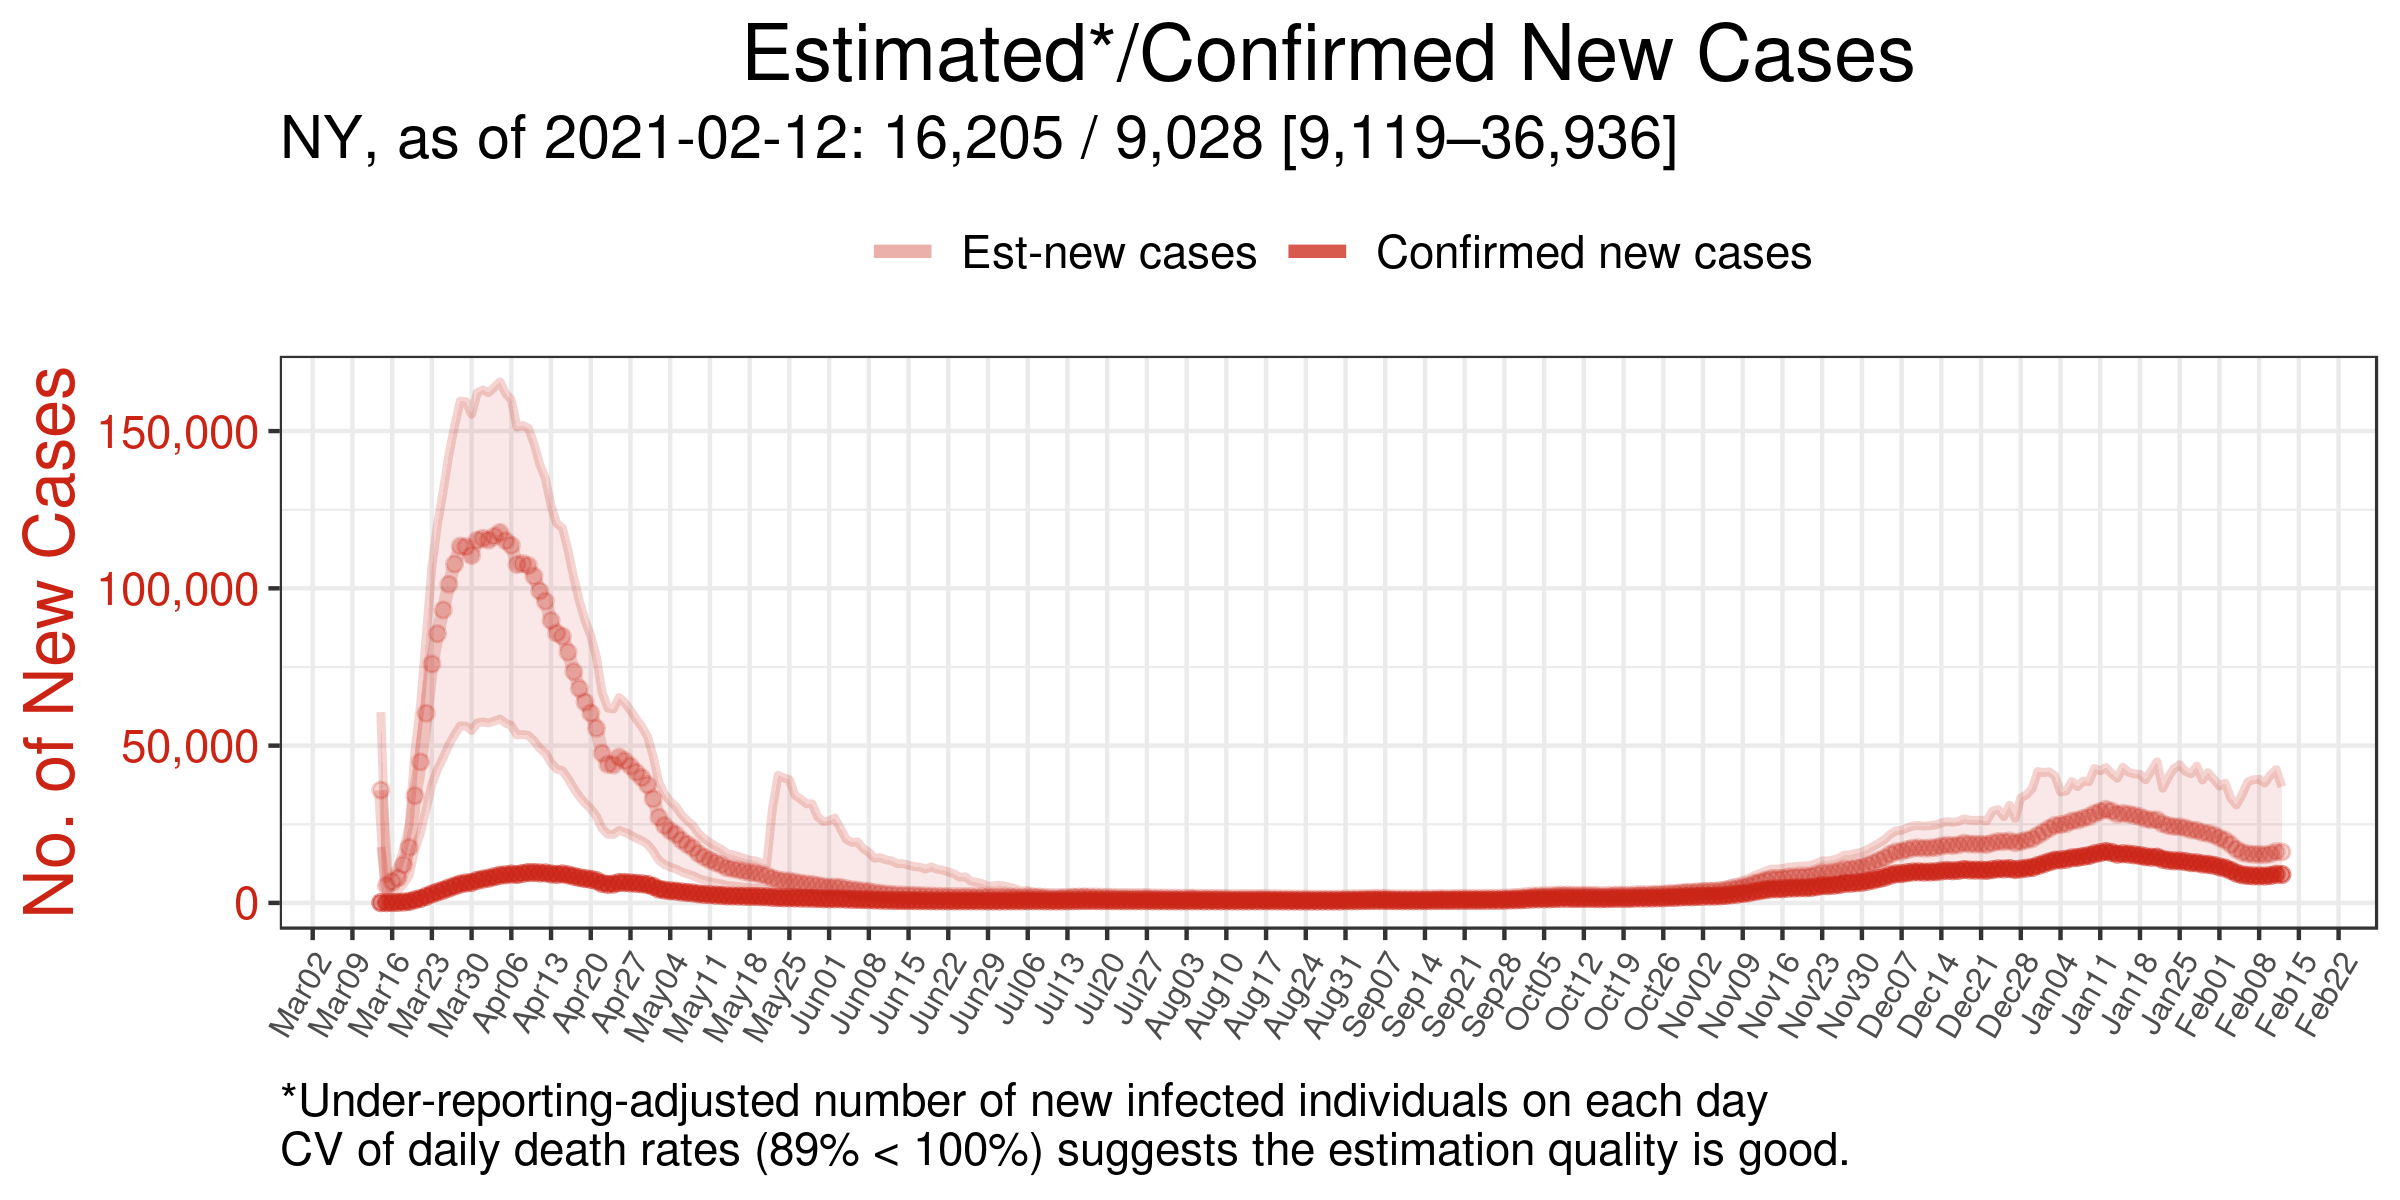 Estimated*/Confirmed New Cases
NY, as of 2021-02-12: 16,205 / 9,028 [9,119–36,936]
Est-new cases
Confirmed new cases
No. of New Cases
150,000
100,000
50,000
0
Mar02
Mar09
Mar16
Mar23
Mar30
Apr06
Apr13
Apr20
Apr27
May04
May11
May18
May25
Jun01
Jun08
Jun15
Jun22
Jun29
Jul06
Jul13
Jul20
Jul27
Aug03
Aug10
Aug17
Aug24
Aug31
Sep07
Sep14
Sep21
Sep28
Oct05
Oct12
Oct19
Oct26
Nov02
Nov09
Nov16
Nov23
Nov30
Dec07
Dec14
Dec21
Dec28
Jan04
Jan11
Jan18
Jan25
Feb01
Feb08
Feb15
Feb22
*Under-reporting-adjusted number of new infected individuals on each day
CV of daily death rates (89% < 100%) suggests the estimation quality is good.